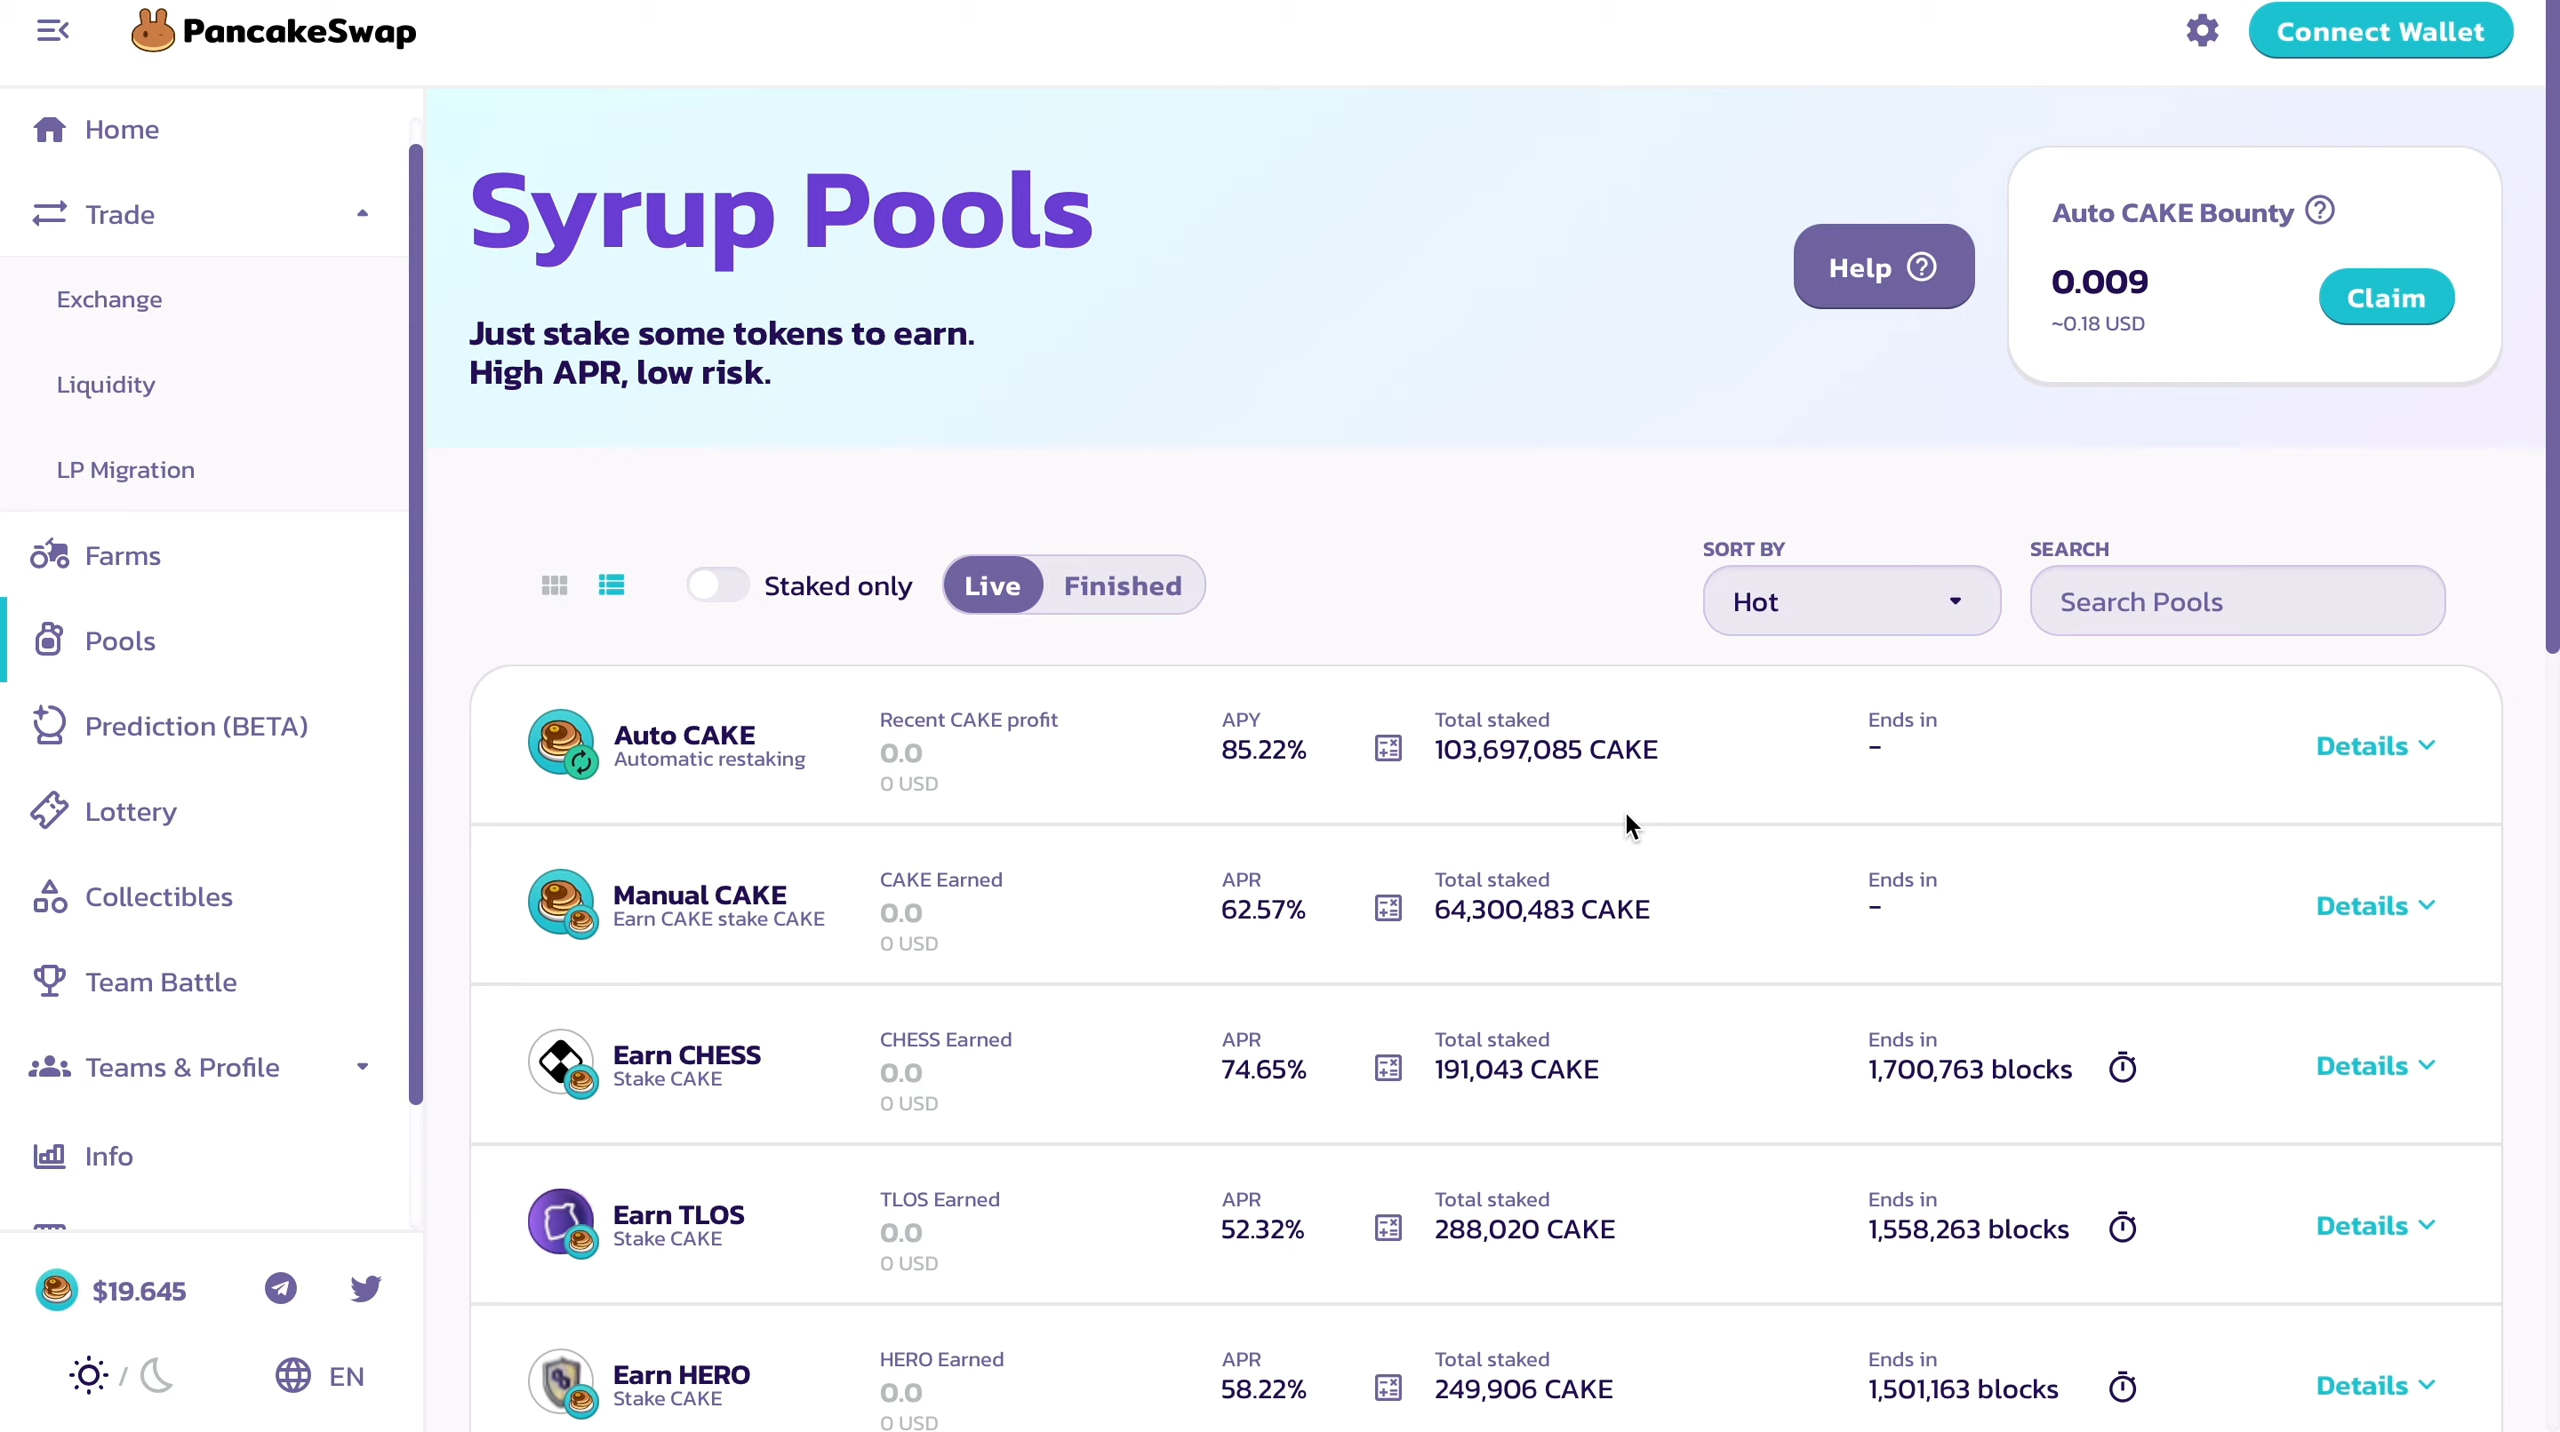 PancakeSwap
Connect Wallet
Home
Trade
Exchange
Liquidity
LP Migration
Farms
Pools
Prediction (BETA)
Lottery
Collectibles
Team Battle
Teams & Profile
Info
$19.645
/
EN
Syrup Pools
Just stake some tokens to earn.
High APR, low risk.
Help
Auto CAKE Bounty
0.009
~0.18 USD
Claim
Staked only
Live
Finished
SORT BY
Hot
SEARCH
Search Pools
Auto CAKE
Automatic restaking
Recent CAKE profit
0.0
0 USD
APY
85.22%
Total staked
103,697,085 CAKE
Ends in
-
Details
Manual CAKE
Earn CAKE stake CAKE
CAKE Earned
0.0
0 USD
APR
62.57%
Total staked
64,300,483 CAKE
Ends in
-
Details
Earn CHESS
Stake CAKE
CHESS Earned
0.0
0 USD
APR
74.65%
Total staked
191,043 CAKE
Ends in
1,700,763 blocks
Details
Earn TLOS
Stake CAKE
TLOS Earned
0.0
0 USD
APR
52.32%
Total staked
288,020 CAKE
Ends in
1,558,263 blocks
Details
Earn HERO
Stake CAKE
HERO Earned
0.0
0 USD
APR
58.22%
Total staked
249,906 CAKE
Ends in
1,501,163 blocks
Details